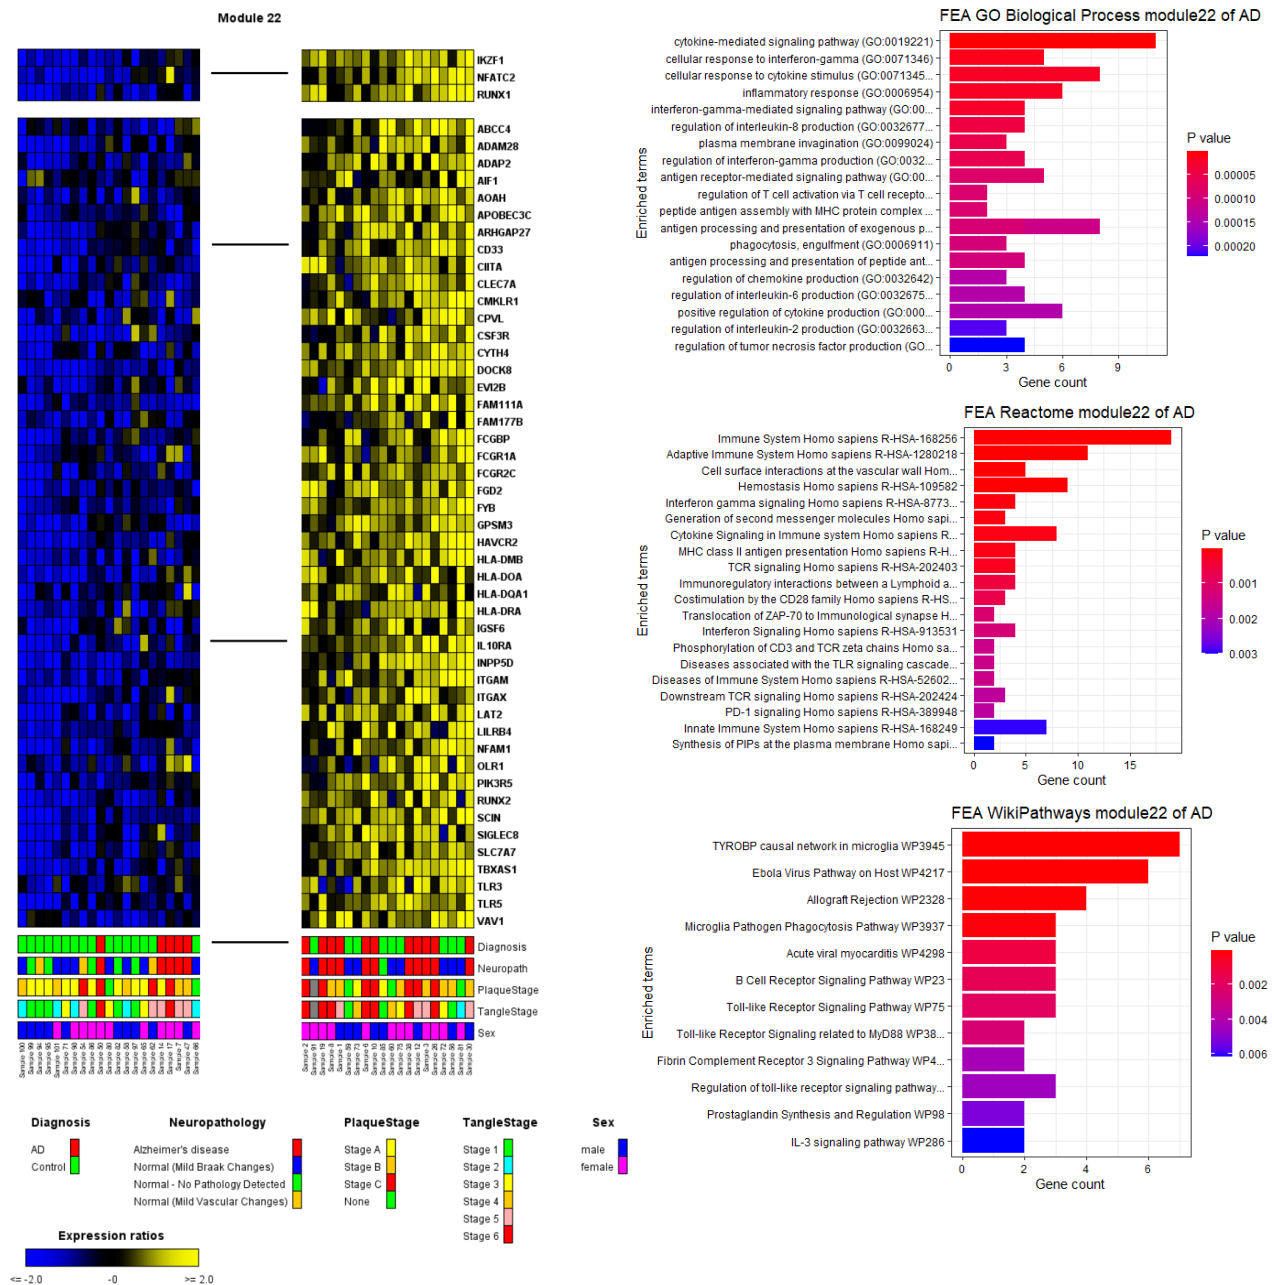 Module 22
IKZF1
NFATC2
RUNX1
ABCC4
ADAM28
ADAP2
AIF1
AOAH
APOBEC3C
ARHGAP27
CD33
CIITA
CLEC7A
CMKLR1
CPVL
CSF3R
CYTH4
DOCK8
EVI2B
FAM111A
FAM177B
FCGBP
FCGR1A
FCGR2C
FGD2
FYB
GPSM3
HAVCR2
HLA-DMB
HLA-DOA
HLA-DQA1
HLA-DRA
IGSF6
IL10RA
INPP5D
ITGAM
ITGAX
LAT2
LILRB4
NFAM1
OLR1
PIK3R5
RUNX2
SCIN
SIGLEC8
SLC7A7
TBXAS1
TLR3
TLR5
VAV1
Diagnosis
Neuropath
PlaqueStage
TangleStage
Sex
Diagnosis
AD
Control
Neuropathology
Alzheimer's disease
Normal (Mild Braak Changes)
Normal - No Pathology Detected
Normal (Mild Vascular Changes)
PlaqueStage
Stage A
Stage B
Stage C
None
TangleStage
Stage 1
Stage 2
Stage 3
Stage 4
Stage 5
Stage 6
Sex
male
female
Expression ratios
<= -2.0 -0 >= 2.0
FEA GO Biological Process module22 of AD
Enriched terms
cytokine-mediated signaling pathway (GO:0019221)
cellular response to interferon-gamma (GO:0071346)
cellular response to cytokine stimulus (GO:0071345...
inflammatory response (GO:0006954)
interferon-gamma-mediated signaling pathway (GO:00...
regulation of interleukin-8 production (GO:0032677...
plasma membrane invagination (GO:0099024)
regulation of interferon-gamma production (GO:0032...
antigen receptor-mediated signaling pathway (GO:00...
regulation of T cell activation via T cell recepto...
peptide antigen assembly with MHC protein complex ...
antigen processing and presentation of exogenous p...
phagocytosis, engulfment (GO:0006911)
antigen processing and presentation of peptide ant...
regulation of chemokine production (GO:0032642)
regulation of interleukin-6 production (GO:0032675...
positive regulation of cytokine production (GO:000...
regulation of interleukin-2 production (GO:0032663...
regulation of tumor necrosis factor production (GO...
0 3 6 9
Gene count
P value
0.00005
0.00010
0.00015
0.00020
FEA Reactome module22 of AD
Enriched terms
Immune System Homo sapiens R-HSA-168256
Adaptive Immune System Homo sapiens R-HSA-1280218
Cell surface interactions at the vascular wall Hom...
Hemostasis Homo sapiens R-HSA-109582
Interferon gamma signaling Homo sapiens R-HSA-8773...
Generation of second messenger molecules Homo sapi...
Cytokine Signaling in Immune system Homo sapiens R...
MHC class II antigen presentation Homo sapiens R-H...
TCR signaling Homo sapiens R-HSA-202403
Immunoregulatory interactions between a Lymphoid a...
Costimulation by the CD28 family Homo sapiens R-HS...
Translocation of ZAP-70 to Immunological synapse H...
Interferon Signaling Homo sapiens R-HSA-913531
Phosphorylation of CD3 and TCR zeta chains Homo sa...
Diseases associated with the TLR signaling cascade...
Diseases of Immune System Homo sapiens R-HSA-52602...
Downstream TCR signaling Homo sapiens R-HSA-202424
PD-1 signaling Homo sapiens R-HSA-389948
Innate Immune System Homo sapiens R-HSA-168249
Synthesis of PIPs at the plasma membrane Homo sapi...
0 5 10 15
Gene count
P value
0.001
0.002
0.003
FEA WikiPathways module22 of AD
Enriched terms
TYROBP causal network in microglia WP3945
Ebola Virus Pathway on Host WP4217
Allograft Rejection WP2328
Microglia Pathogen Phagocytosis Pathway WP3937
Acute viral myocarditis WP4298
B Cell Receptor Signaling Pathway WP23
Toll-like Receptor Signaling Pathway WP75
Toll-like Receptor Signaling related to MyD88 WP38...
Fibrin Complement Receptor 3 Signaling Pathway WP4...
Regulation of toll-like receptor signaling pathway...
Prostaglandin Synthesis and Regulation WP98
IL-3 signaling pathway WP286
0 2 4 6
Gene count
P value
0.002
0.004
0.006